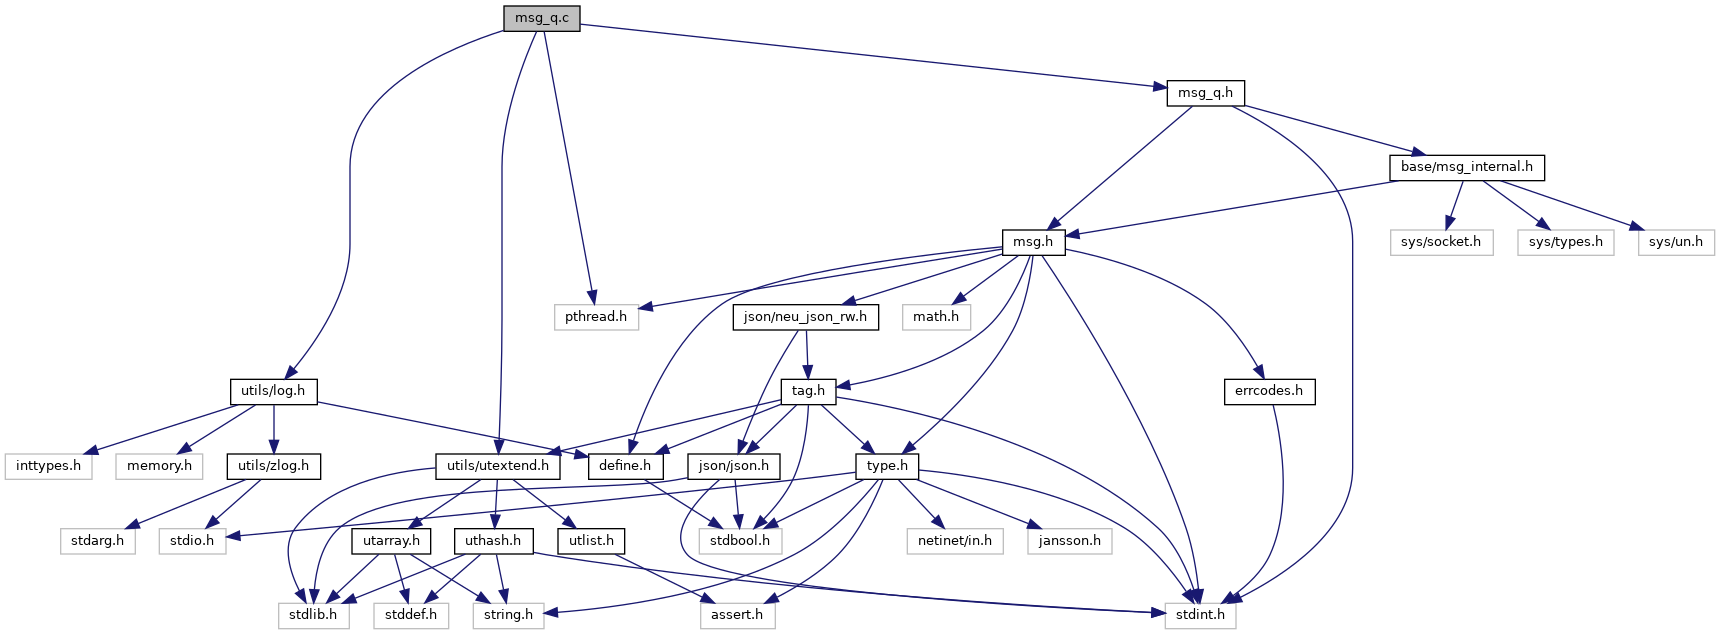 msg_q.c
msg_q.h
base/msg_internal.h
msg.h
sys/socket.h
sys/types.h
sys/un.h
pthread.h
json/neu_json_rw.h
math.h
utils/log.h
tag.h
errcodes.h
inttypes.h
memory.h
utils/zlog.h
utils/utextend.h
define.h
json/json.h
type.h
stdarg.h
stdio.h
utarray.h
uthash.h
utlist.h
stdbool.h
netinet/in.h
jansson.h
stdlib.h
stddef.h
string.h
assert.h
stdint.h